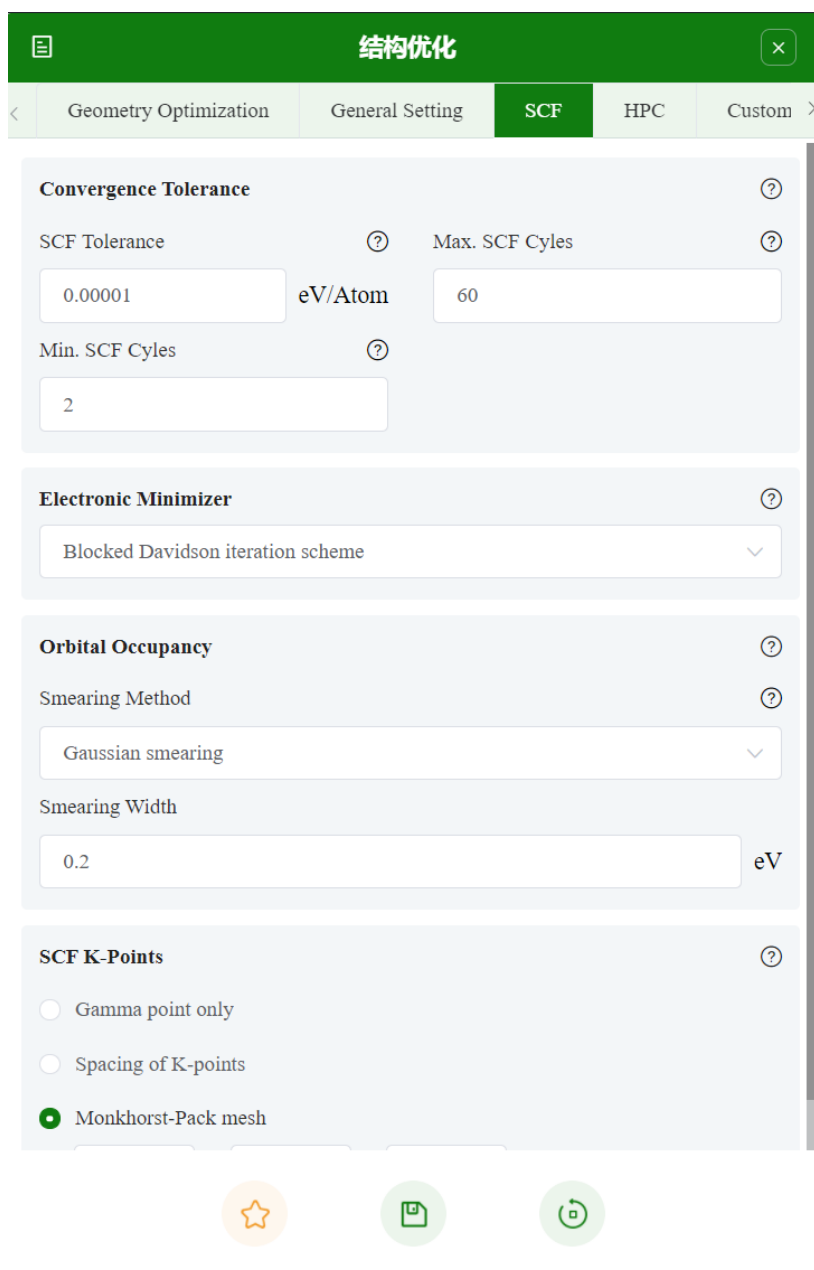 结构优化
Geometry Optimization General Setting SCF HPC Custom
Convergence Tolerance
SCF Tolerance Max. SCF Cyles
0.00001 eV/Atom 60
Min. SCF Cyles
2
Electronic Minimizer
Blocked Davidson iteration scheme
Orbital Occupancy
Smearing Method
Gaussian smearing
Smearing Width
0.2 eV
SCF K-Points
Gamma point only
Spacing of K-points
Monkhorst-Pack mesh